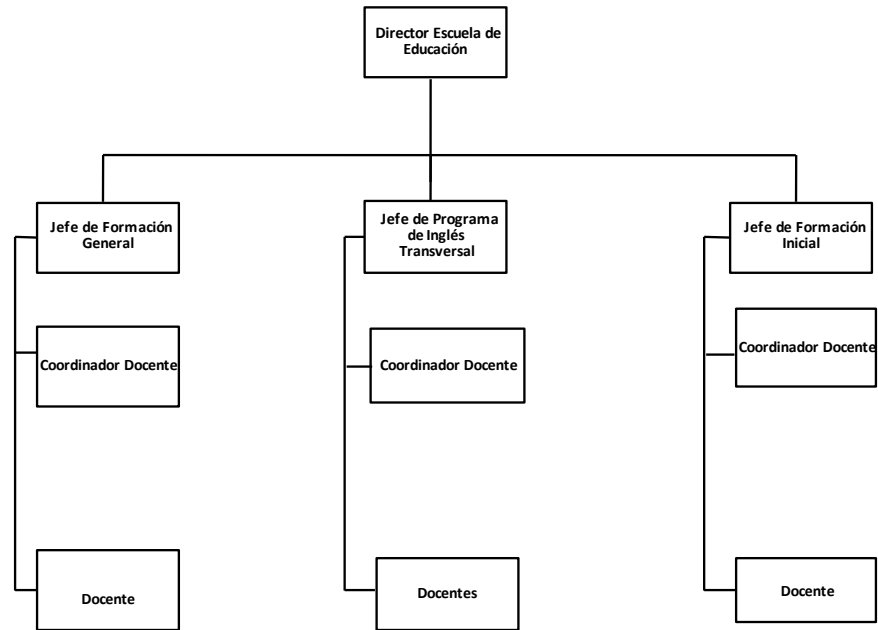 Director Escuela de
Educación
Jefe de Formación
General
Jefe de Programa
de Inglés
Transversal
Jefe de Formación
Inicial
Coordinador Docente
Coordinador Docente
Coordinador Docente
Docente
Docentes
Docente